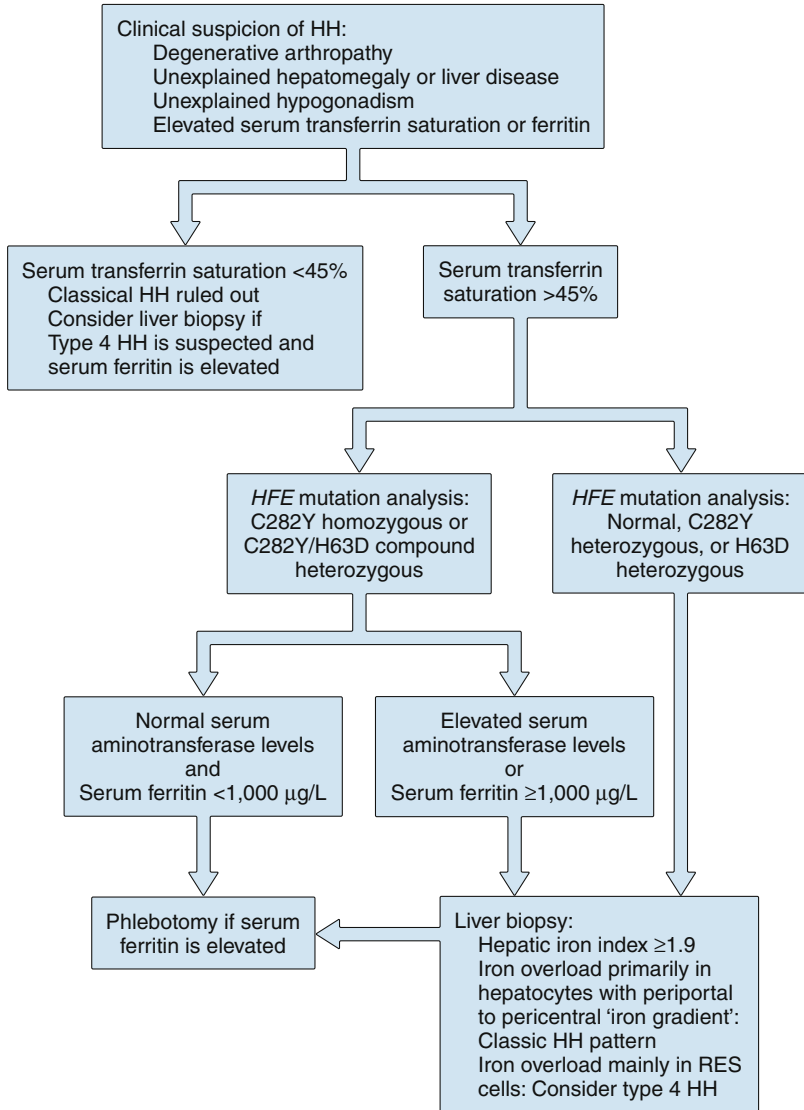 Clinical suspicion of HH:
Degenerative arthropathy
Unexplained hepatomegaly or liver disease
Unexplained hypogonadism
Elevated serum transferrin saturation or ferritin
Serum transferrin saturation <45%
Classical HH ruled out
Consider liver biopsy if
Type 4 HH is suspected and
serum ferritin is elevated
Serum transferrin
saturation >45%
HFE mutation analysis:
C282Y homozygous or
C282Y/H63D compound
heterozygous
HFE mutation analysis:
Normal, C282Y
heterozygous, or H63D
heterozygous
Normal serum
aminotransferase levels
and
Serum ferritin <1,000 μg/L
Elevated serum
aminotransferase levels
or
Serum ferritin ≥1,000 μg/L
Phlebotomy if serum
ferritin is elevated
Liver biopsy:
Hepatic iron index ≥1.9
Iron overload primarily in
hepatocytes with periportal
to pericentral ‘iron gradient’:
Classic HH pattern
Iron overload mainly in RES
cells: Consider type 4 HH